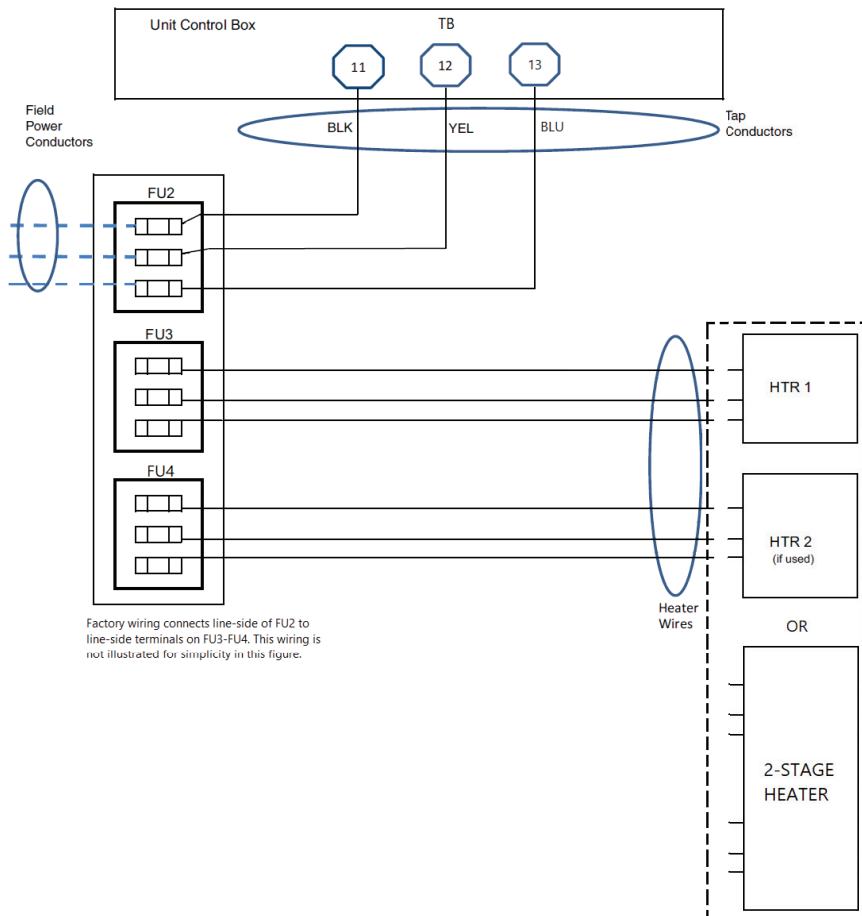 Unit Control Box
TB
11
12
13
Field
Power
Conductors
BLK
YEL
BLU
Tap
Conductors
FU2
FU3
HTR 1
FU4
HTR 2
(if used)
Factory wiring connects line-side of FU2 to
line-side terminals on FU3-FU4. This wiring is
not illustrated for simplicity in this figure.
Heater
Wires
OR
2-STAGE
HEATER